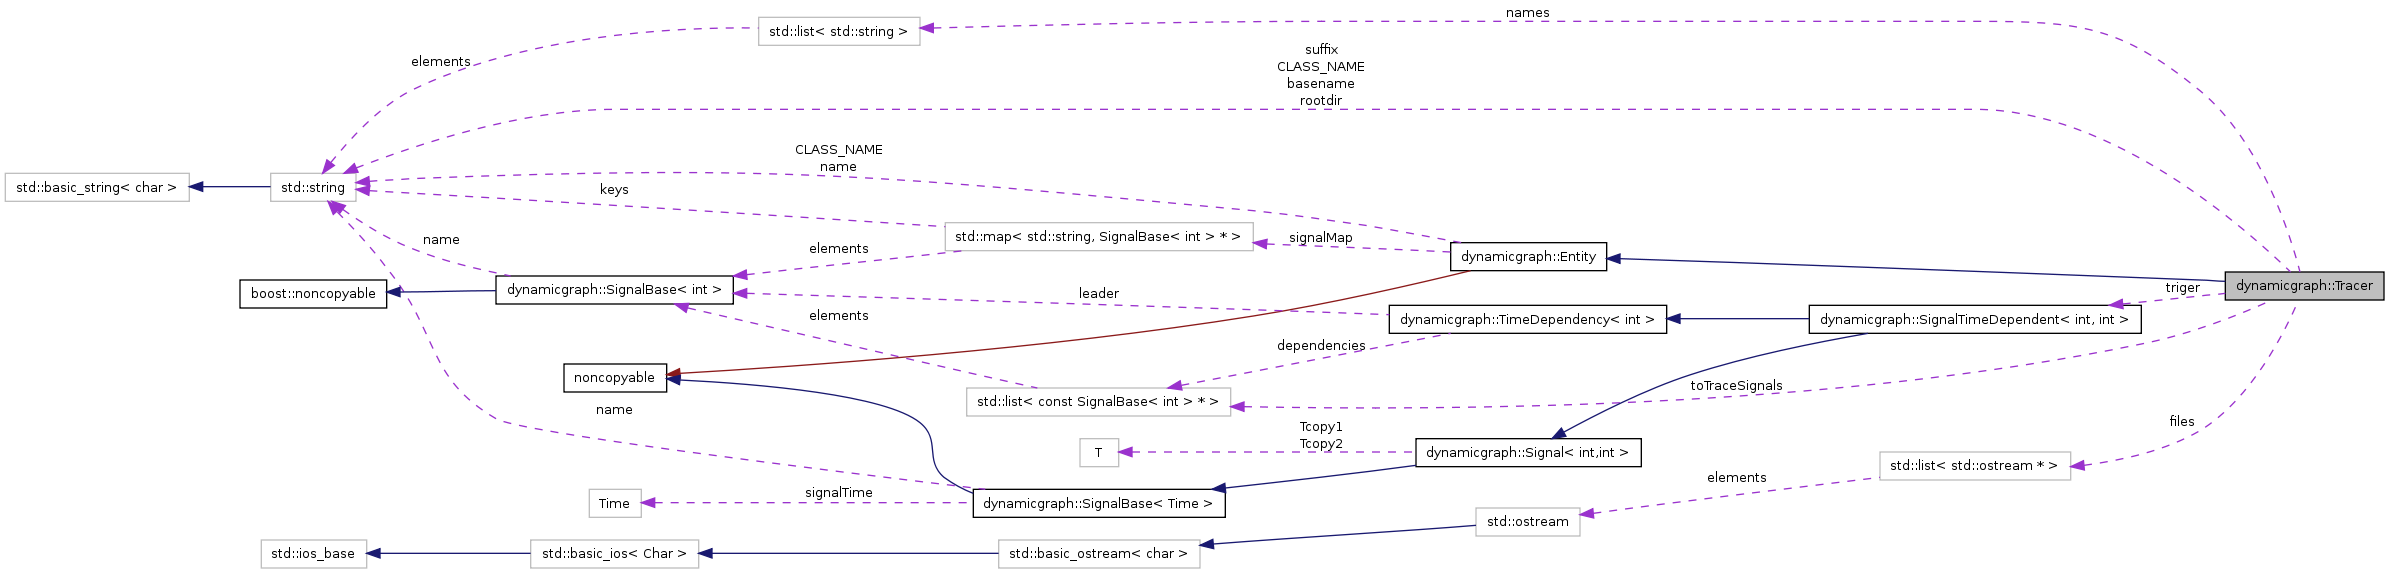 names
std::list< std::string >
suffix
elements
CLASS_NAME
basename
rootdir
CLASS_NAME
name
std::basic_string< char >
std::string
keys
std::map< std::string, SignalBase< int > * >
signalMap
name
elements
dynamicgraph::Entity
dynamicgraph::Tracer
boost::noncopyable
dynamicgraph::SignalBase< int >
leader
triger
elements
dynamicgraph::TimeDependency< int >
dynamicgraph::SignalTimeDependent< int, int >
dependencies
noncopyable
toTraceSignals
std::list< const SignalBase< int > * >
name
Tcopy1
Tcopy2
files
T
dynamicgraph::Signal< int,int >
std::list< std::ostream * >
elements
signalTime
Time
dynamicgraph::SignalBase< Time >
std::ostream
std::ios_base
std::basic_ios< Char >
std::basic_ostream< char >